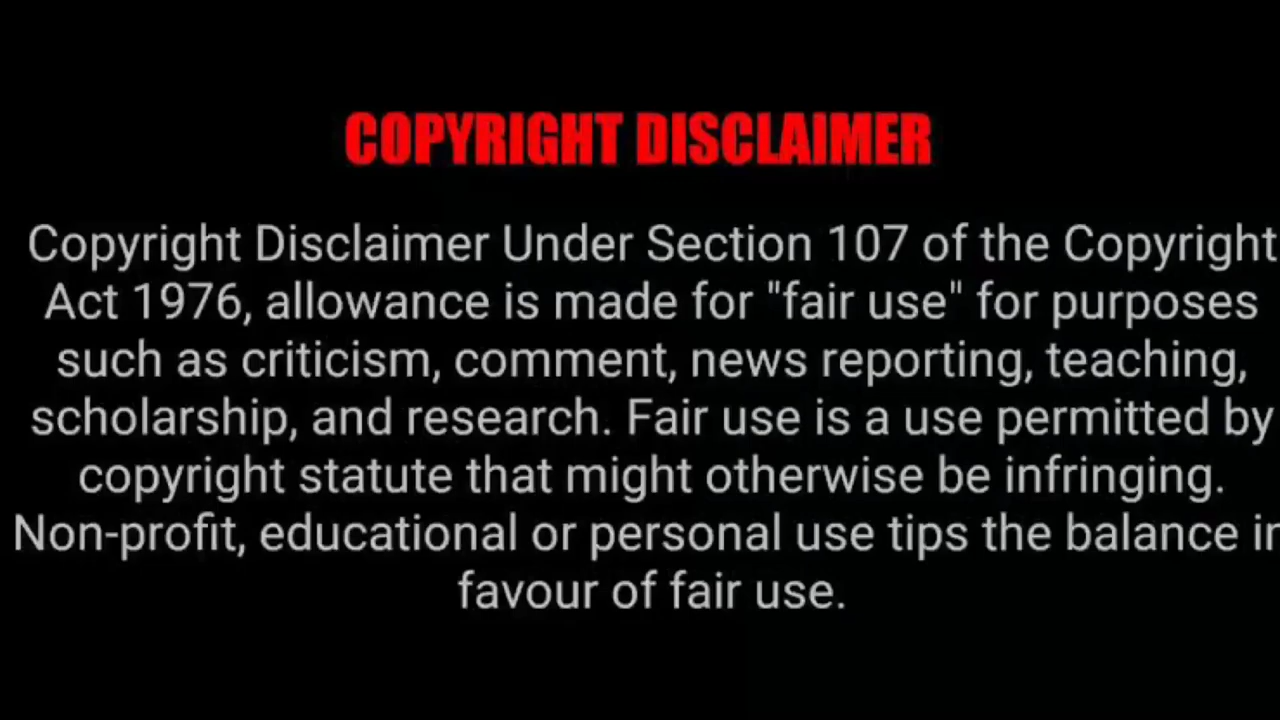 COPYRIGHT DISCLAIMER
Copyright Disclaimer Under Section 107 of the Copyright
Act 1976, allowance is made for "fair use" for purposes
such as criticism, comment, news reporting, teaching,
scholarship, and research. Fair use is a use permitted by
copyright statute that might otherwise be infringing.
Non-profit, educational or personal use tips the balance in
favour of fair use.